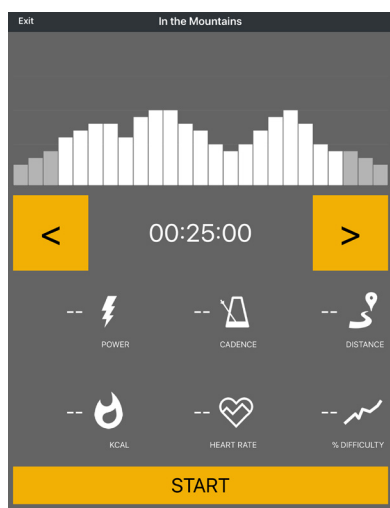 Exit In the Mountains
< 00:25:00 >
-- -- --
POWER CADENCE DISTANCE
-- -- --
KCAL HEART RATE % DIFFICULTY
START